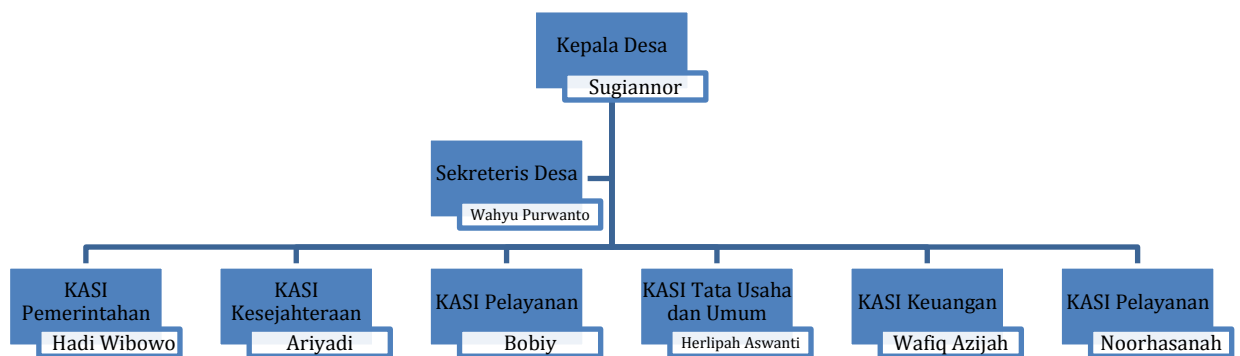 Kepala Desa
Sugiannor
Sekreteris Desa
Wahyu Purwanto
KASI
Pemerintahan
Hadi Wibowo
KASI
Kesejahteraan
Ariyadi
KASI Pelayanan
Bobiy
KASI Tata Usaha
dan Umum
Herlipah Aswanti
KASI Keuangan
Wafiq Azijah
KASI Pelayanan
Noorhasanah